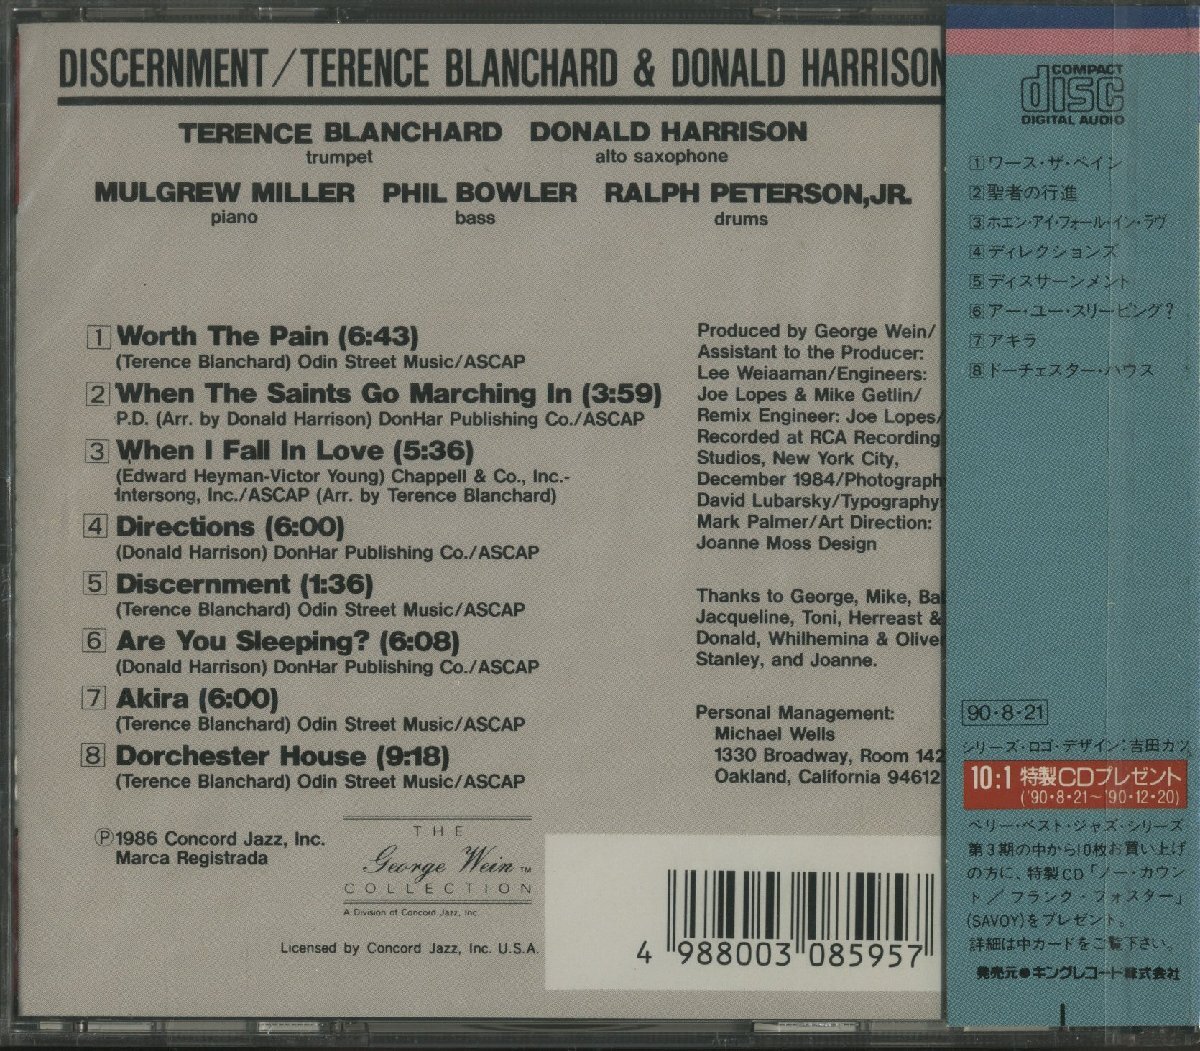 DISCERNMENT/TERENCE BLANCHARD & DONALD HARRISON
TERENCE BLANCHARD DONALD HARRISON
trumpet alto saxophone
MULGREW MILLER PHIL BOWLER RALPH PETERSON,JR.
piano bass drums
1 Worth The Pain (6:43)
(Terence Blanchard) Odin Street Music/ASCAP
2 When The Saints Go Marching In (3:59)
P.D. (Arr. by Donald Harrison) DonHar Publishing Co./ASCAP
3 When I Fall In Love (5:36)
(Edward Heyman-Victor Young) Chappell & Co., Inc.-
Intersong, Inc./ASCAP (Arr. by Terence Blanchard)
4 Directions (6:00)
(Donald Harrison) DonHar Publishing Co./ASCAP
5 Discernment (1:36)
(Terence Blanchard) Odin Street Music/ASCAP
6 Are You Sleeping? (6:08)
(Donald Harrison) DonHar Publishing Co./ASCAP
7 Akira (6:00)
(Terence Blanchard) Odin Street Music/ASCAP
8 Dorchester House (9:18)
(Terence Blanchard) Odin Street Music/ASCAP
Produced by George Wein/
Assistant to the Producer:
Lee Weiaaman/Engineers:
Joe Lopes & Mike Getlin/
Remix Engineer: Joe Lopes/
Recorded at RCA Recording
Studios, New York City,
December 1984/Photograph
David Lubarsky/Typography
Mark Palmer/Art Direction:
Joanne Moss Design
Thanks to George, Mike, Ba
Jacqueline, Toni, Herreast &
Donald, Whilhemina & Olive
Stanley, and Joanne.
Personal Management:
Michael Wells
1330 Broadway, Room 142
Oakland, California 94612
Ⓟ1986 Concord Jazz, Inc.
Marca Registrada
THE
George Wein TM
COLLECTION
A Division of Concord Jazz, Inc.
Licensed by Concord Jazz, Inc. U.S.A.
4 988003 085957
COMPACT
disc
DIGITAL AUDIO
1 ワース・ザ・ペイン
2 聖者の行進
3 ホエン・アイ・フォール・イン・ラヴ
4 ディレクションズ
5 ディスサーンメント
6 アー・ユー・スリーピング?
7 アキラ
8 ドーチェスター・ハウス
90・8・21
シリーズ・ロゴ・デザイン:吉田カツ
10:1 特製CDプレゼント
('90・8・21〜'90・12・20)
ベリー・ベスト・ジャズ・シリーズ
第3期の中から10枚お買い上げ
の方に、特製CD「ノー・カウン
ト/フランク・フォスター」
(SAVOY)をプレゼント。
詳細は中カードをご覧下さい。
発売元●キングレコード株式会社